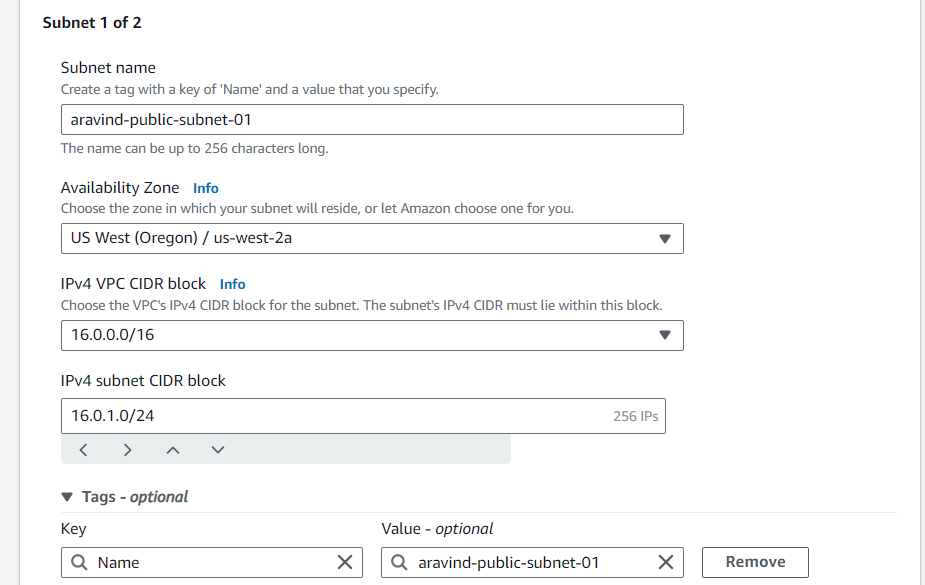 Subnet 1 of 2
Subnet name
Create a tag with a key of 'Name' and a value that you specify.
aravind-public-subnet-01
The name can be up to 256 characters long.
Availability Zone Info
Choose the zone in which your subnet will reside, or let Amazon choose one for you.
US West (Oregon) / us-west-2a
IPv4 VPC CIDR block Info
Choose the VPC's IPv4 CIDR block for the subnet. The subnet's IPv4 CIDR must lie within this block.
16.0.0.0/16
IPv4 subnet CIDR block
16.0.1.0/24 256 IPs
Tags - optional
Key Value - optional
Name aravind-public-subnet-01 Remove